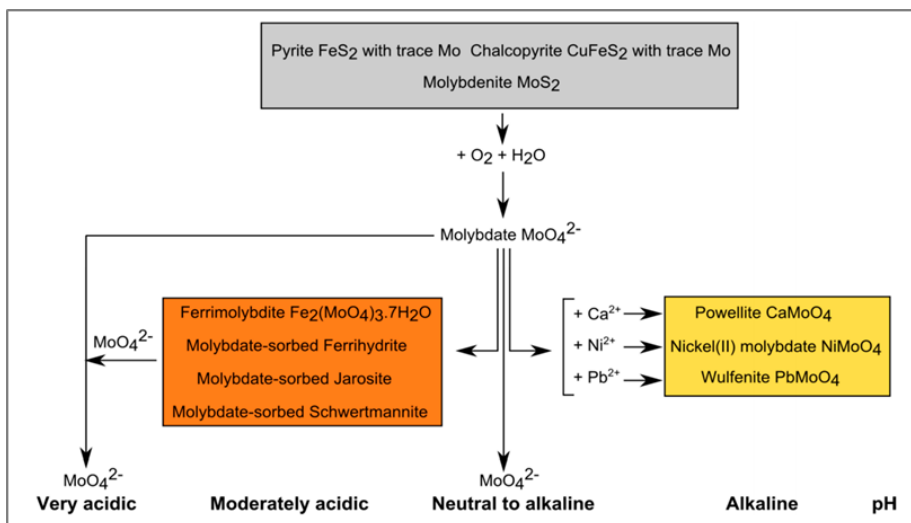 Pyrite FeS2 with trace Mo Chalcopyrite CuFeS2 with trace Mo
Molybdenite MoS2
+ O2 + H2O
Molybdate MoO4 2-
Ferrimolybdite Fe2(MoO4)3.7H2O
Molybdate-sorbed Ferrihydrite
Molybdate-sorbed Jarosite
Molybdate-sorbed Schwertmannite
MoO4 2-
+ Ca2+
+ Ni2+
+ Pb2+
Powellite CaMoO4
Nickel(II) molybdate NiMoO4
Wulfenite PbMoO4
MoO4 2-
MoO4 2-
Very acidic Moderately acidic Neutral to alkaline Alkaline pH